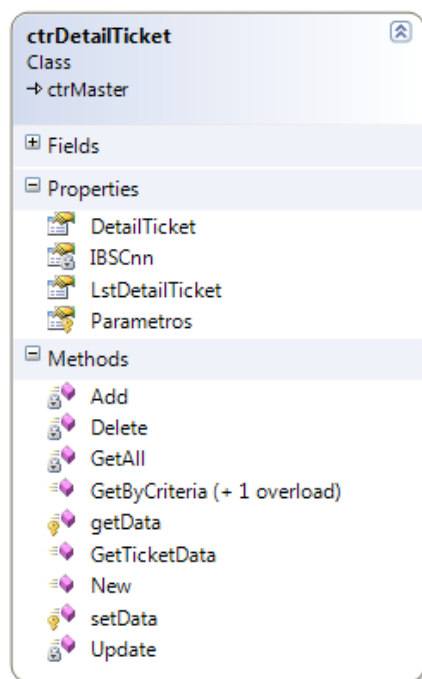 ctrDetailTicket
Class
ctrMaster
Fields
Properties
DetailTicket
IBSCnn
LstDetailTicket
Parametros
Methods
Add
Delete
GetAll
GetByCriteria (+ 1 overload)
getData
GetTicketData
New
setData
Update